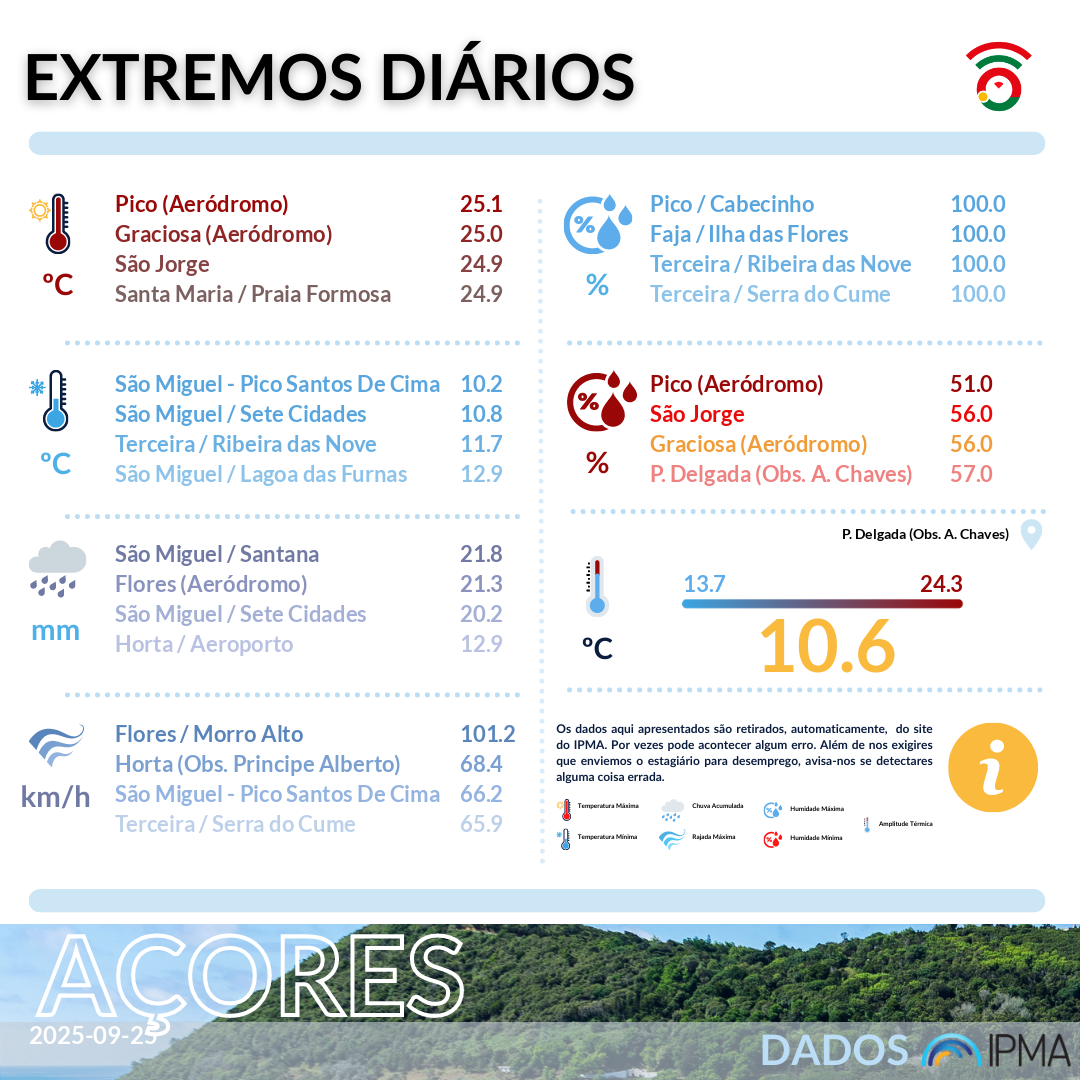 EXTREMOS DIÁRIOS
Pico (Aeródromo) 25.1
Graciosa (Aeródromo) 25.0
São Jorge 24.9
Santa Maria / Praia Formosa 24.9
ºC
São Miguel - Pico Santos De Cima 10.2
São Miguel / Sete Cidades 10.8
Terceira / Ribeira das Nove 11.7
São Miguel / Lagoa das Furnas 12.9
ºC
São Miguel / Santana 21.8
Flores (Aeródromo) 21.3
São Miguel / Sete Cidades 20.2
Horta / Aeroporto 12.9
mm
Flores / Morro Alto 101.2
Horta (Obs. Principe Alberto) 68.4
São Miguel - Pico Santos De Cima 66.2
Terceira / Serra do Cume 65.9
km/h
%
Pico / Cabecinho 100.0
Faja / Ilha das Flores 100.0
Terceira / Ribeira das Nove 100.0
Terceira / Serra do Cume 100.0
%
%
Pico (Aeródromo) 51.0
São Jorge 56.0
Graciosa (Aeródromo) 56.0
P. Delgada (Obs. A. Chaves) 57.0
%
P. Delgada (Obs. A. Chaves)
13.7 24.3
10.6
ºC
Os dados aqui apresentados são retirados, automaticamente, do site
do IPMA. Por vezes pode acontecer algum erro. Além de nos exigires
que enviemos o estagiário para desemprego, avisa-nos se detectares
alguma coisa errada.
i
Temperatura Máxima Chuva Acumulada Humidade Máxima
Amplitude Térmica
Temperatura Mínima Rajada Máxima Humidade Mínima
AÇORES
2025-09-25
DADOS IPMA